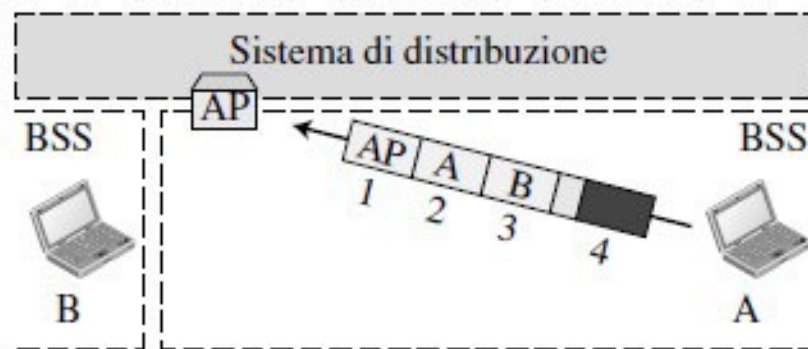 Sistema di distribuzione
AP
BSS
BSS
AP A B
1 2 3 4
B
A